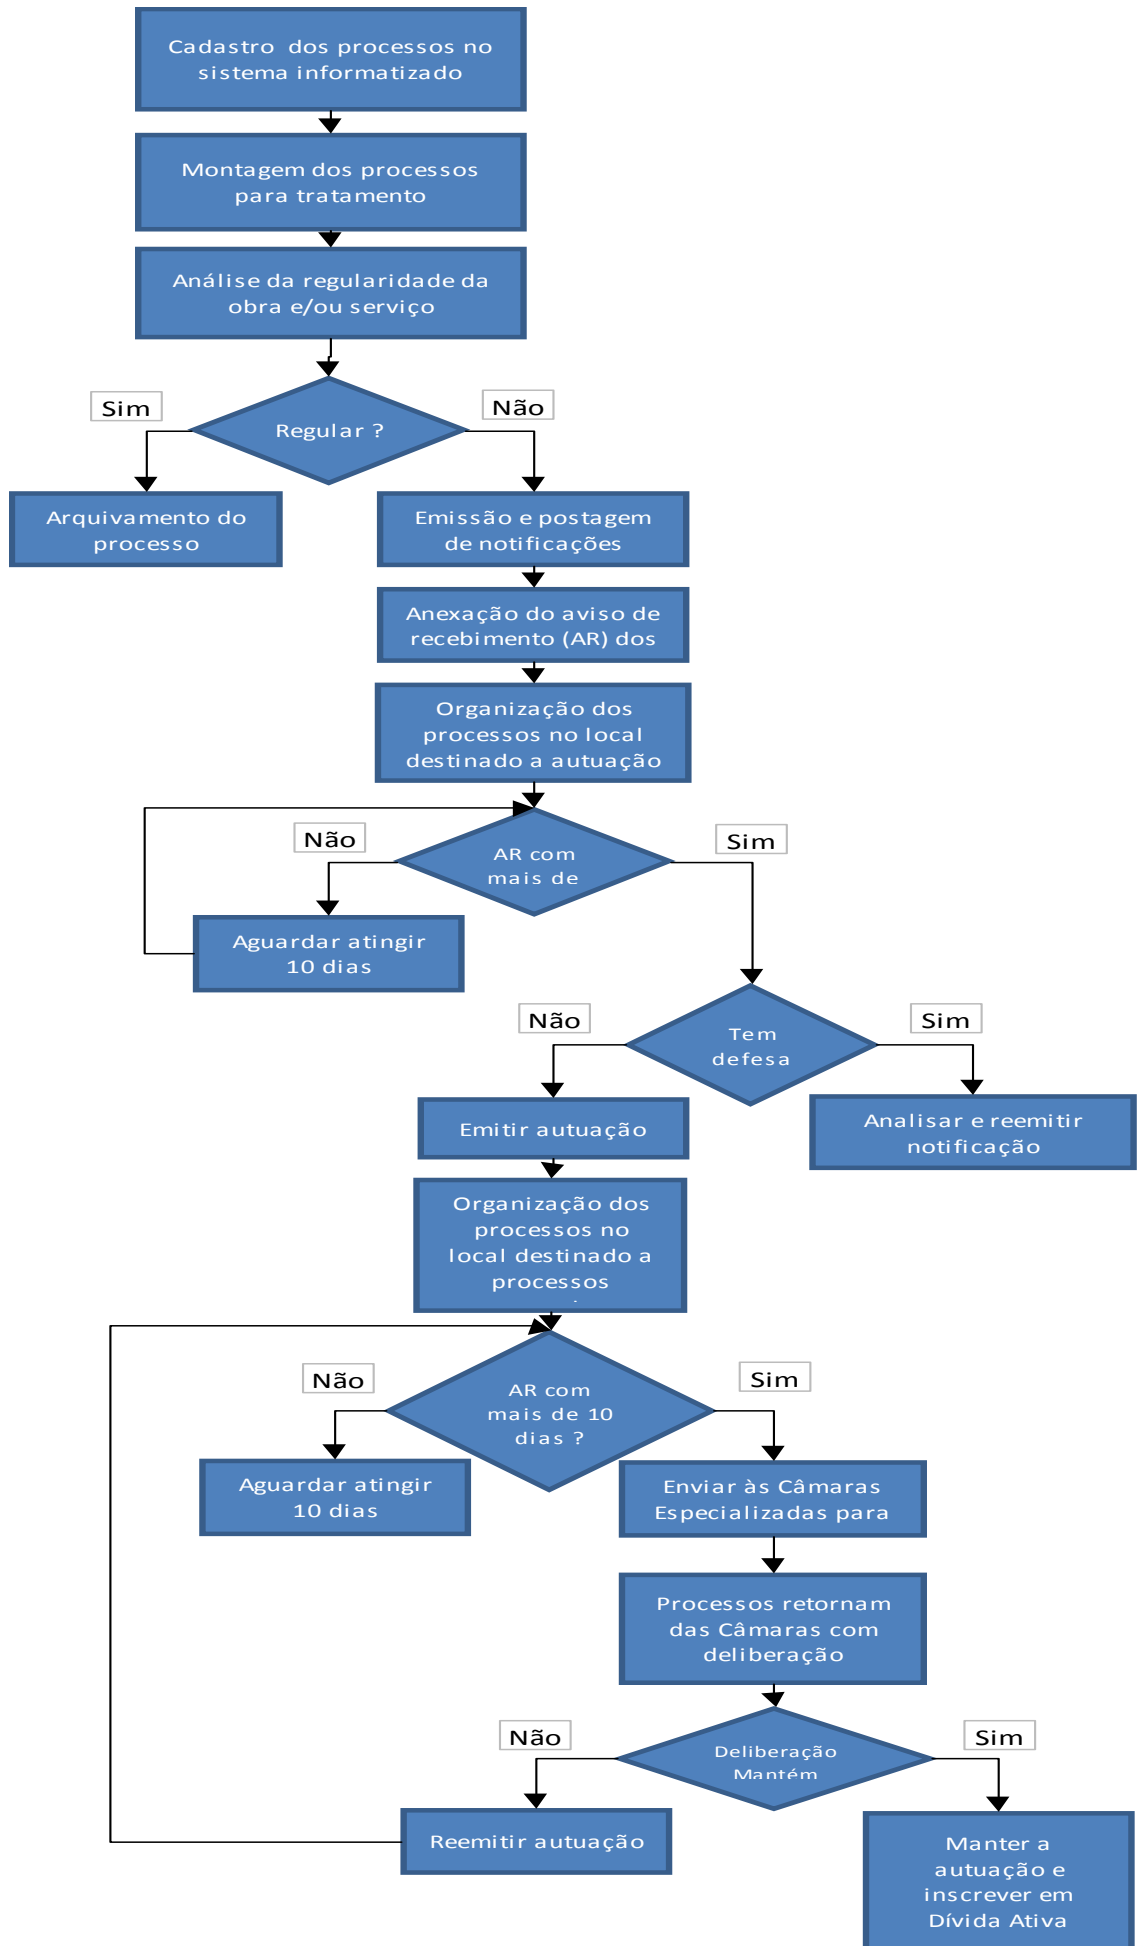 Cadastro dos processos no
sistema informatizado
Montagem dos processos
para tratamento
Análise da regularidade da
obra e/ou serviço
Sim
Não
Regular ?
Arquivamento do
processo
Emissão e postagem
de notificações
Anexação do aviso de
recebimento (AR) dos
Organização dos
processos no local
destinado a autuação
Não
Sim
AR com
mais de
Aguardar atingir
10 dias
Não
Sim
Tem
defesa
Emitir autuação
Analisar e reemitir
notificação
Organização dos
processos no
local destinado a
processos
Não
Sim
AR com
mais de 10
dias ?
Aguardar atingir
10 dias
Enviar às Câmaras
Especializadas para
Processos retornam
das Câmaras com
deliberação
Não
Sim
Deliberação
Mantém
Reemitir autuação
Manter a
autuação e
inscrever em
Dívida Ativa